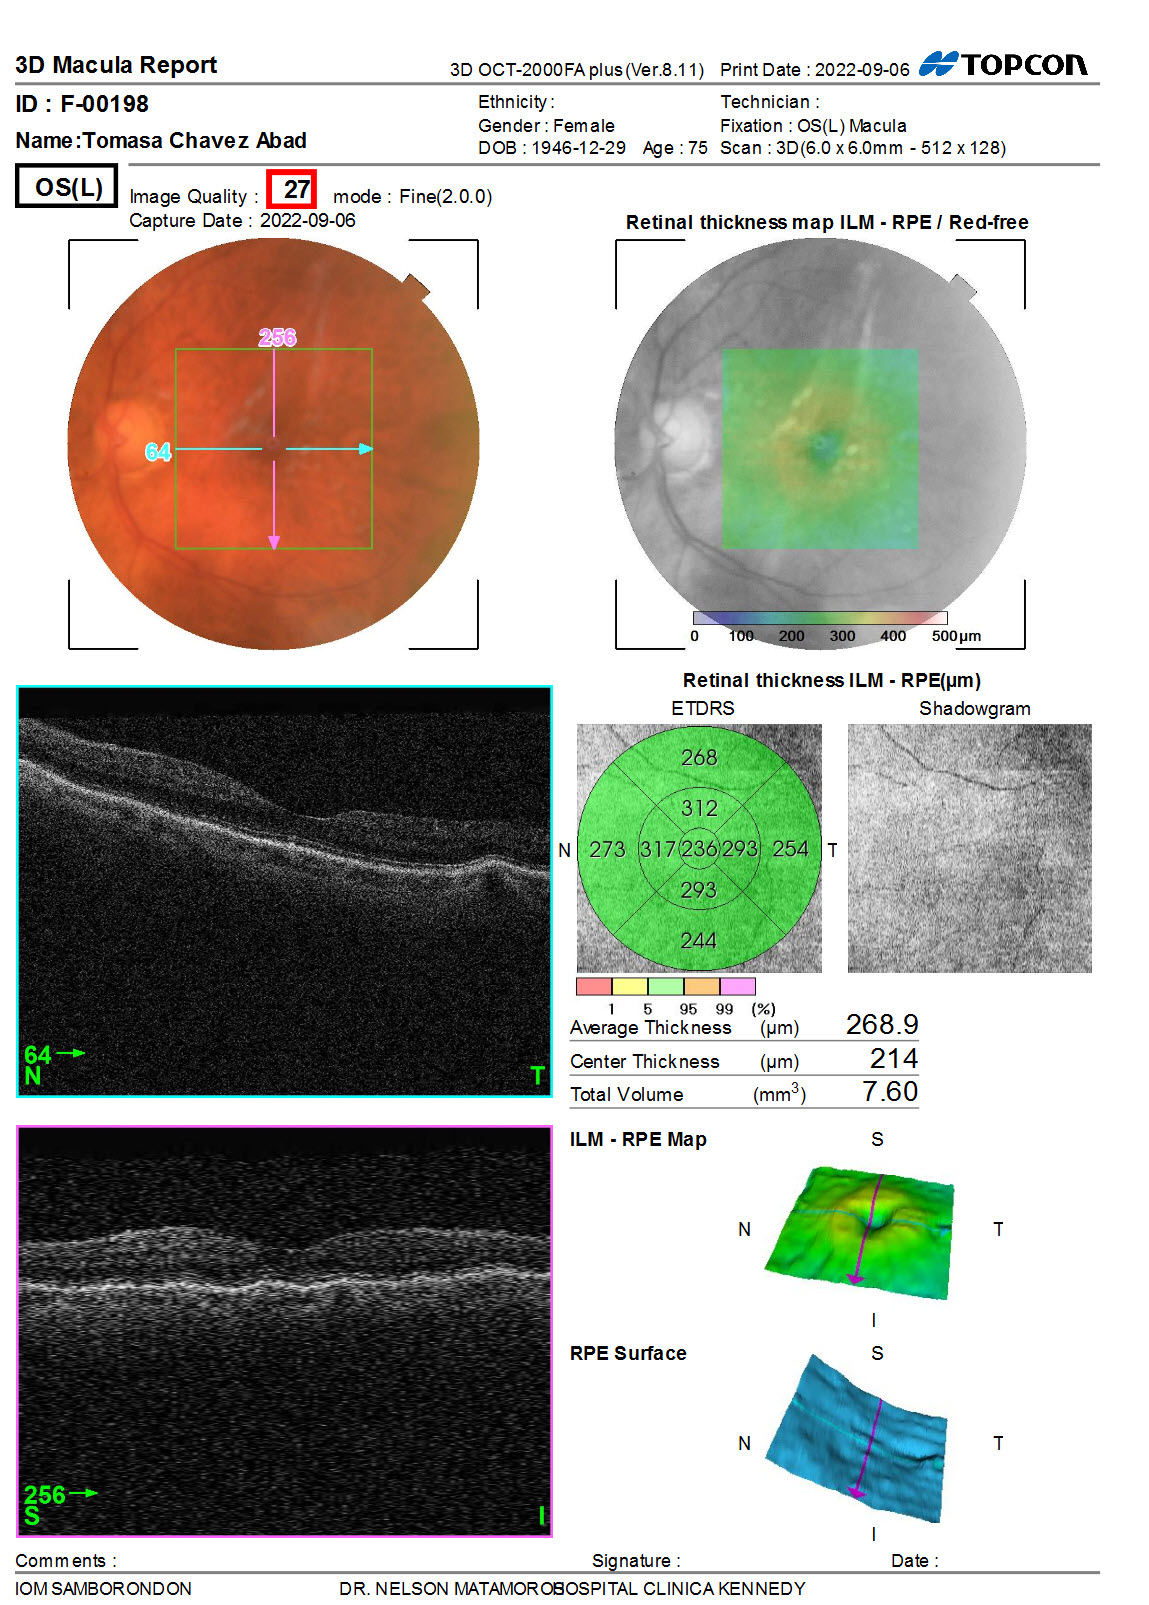 3D Macula Report
3D OCT-2000FA plus(Ver.8.11) Print Date : 2022-09-06 TOPCON
ID : F-00198
Ethnicity :
Technician :
Name:Tomasa Chavez Abad
Gender : Female
Fixation : OS(L) Macula
DOB : 1946-12-29 Age : 75 Scan : 3D(6.0 x 6.0mm - 512 x 128)
OS(L)
Image Quality : 27 mode : Fine(2.0.0)
Capture Date : 2022-09-06
Retinal thickness map ILM - RPE / Red-free
256
64
0 100 200 300 400 500µm
Retinal thickness ILM - RPE(µm)
ETDRS
Shadowgram
268
312
N 273 317 236 293 254 T
293
244
1 5 95 99 (%)
Average Thickness (µm) 268.9
Center Thickness (µm) 214
Total Volume (mm3) 7.60
64
N T
ILM - RPE Map
S
N T
I
RPE Surface
S
N T
I
256
S I
Comments : Signature : Date :
IOM SAMBORONDON DR. NELSON MATAMOROS HOSPITAL CLINICA KENNEDY